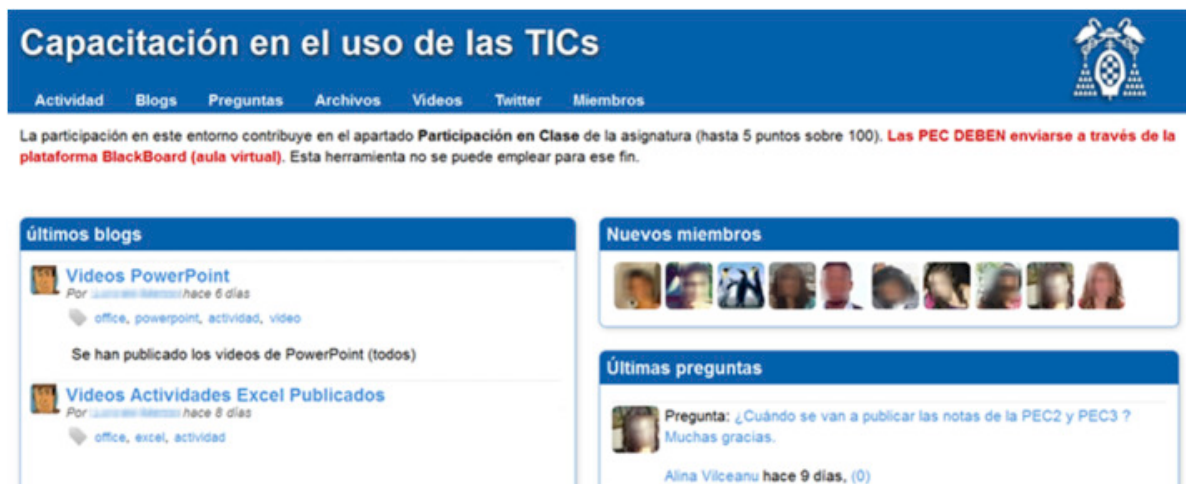 Capacitación en el uso de las TICs
Actividad Blogs Preguntas Archivos Videos Twitter Miembros
La participación en este entorno contribuye en el apartado Participación en Clase de la asignatura (hasta 5 puntos sobre 100). Las PEC DEBEN enviarse a través de la
plataforma BlackBoard (aula virtual). Esta herramienta no se puede emplear para ese fin.
últimos blogs
Videos PowerPoint
Por hace 6 días
office, powerpoint, actividad, video
Se han publicado los videos de PowerPoint (todos)
Videos Actividades Excel Publicados
Por hace 8 días
office, excel, actividad
Nuevos miembros
Últimas preguntas
Pregunta: ¿Cuándo se van a publicar las notas de la PEC2 y PEC3 ?
Muchas gracias.
Alina Vilceanu hace 9 días, (0)